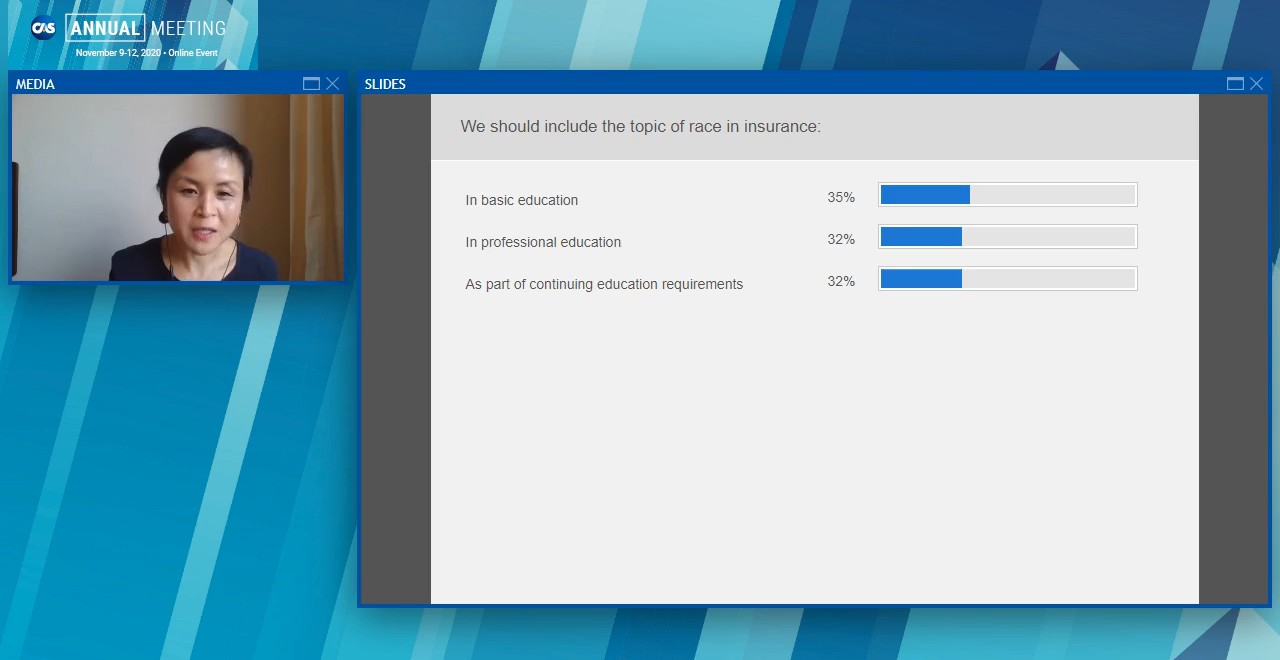 CAS ANNUAL MEETING
November 9-12, 2020 • Online Event
MEDIA
SLIDES
We should include the topic of race in insurance:
In basic education 35%
In professional education 32%
As part of continuing education requirements 32%